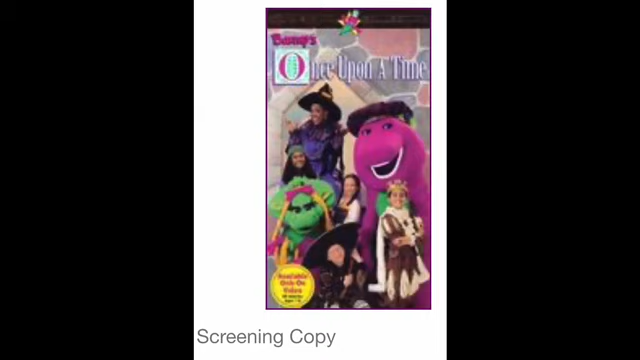 Barney's
Once Upon A Time
Available
Only On
Video
Screening Copy